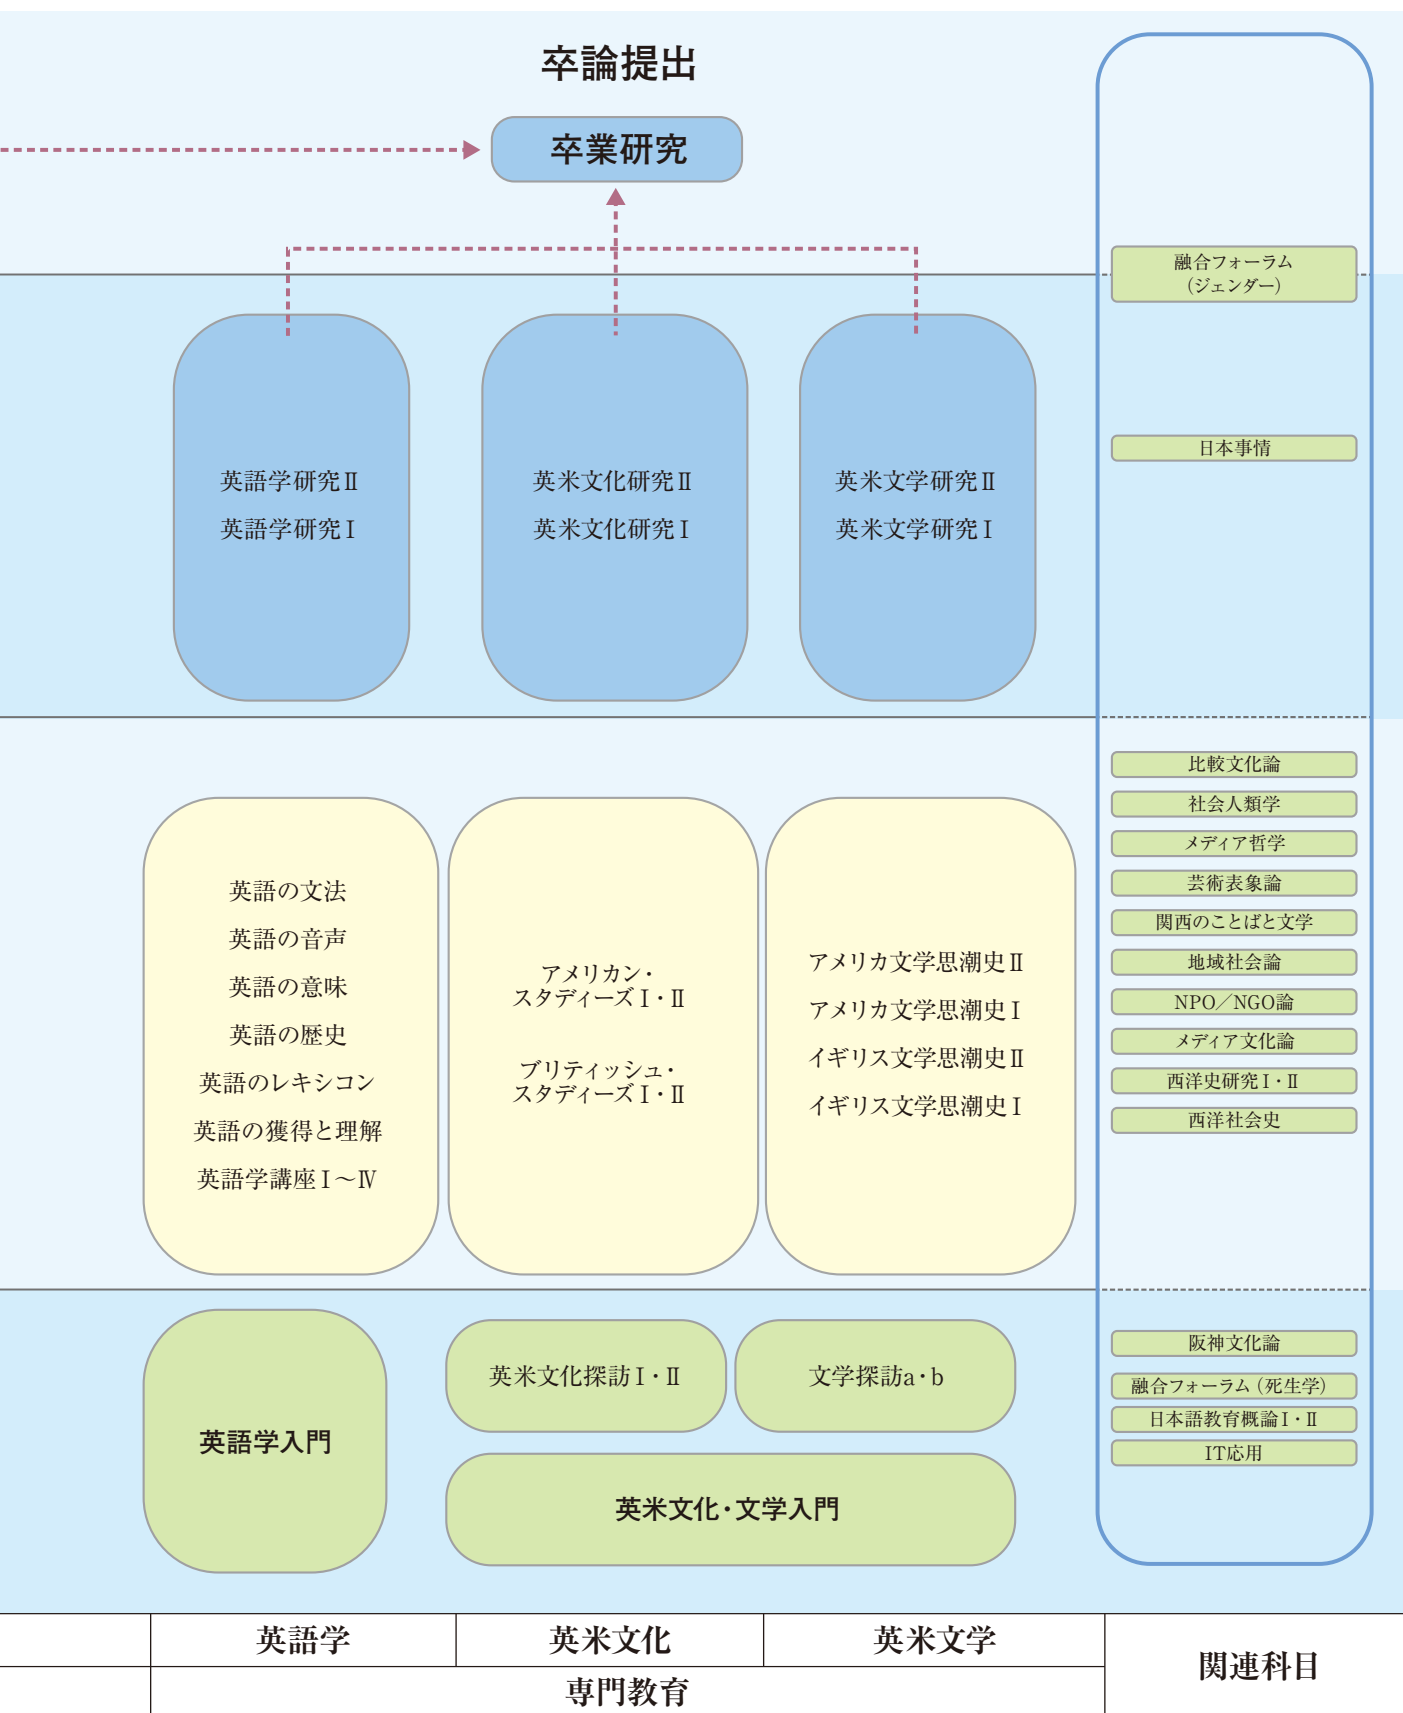 卒論提出
卒業研究
融合フォーラム
（ジェンダー）
日本事情
英語学研究Ⅱ
英語学研究Ⅰ
英米文化研究Ⅱ
英米文化研究Ⅰ
英米文学研究Ⅱ
英米文学研究Ⅰ
英語の文法
英語の音声
英語の意味
英語の歴史
英語のレキシコン
英語の獲得と理解
英語学講座Ⅰ〜Ⅳ
アメリカン・
スタディーズⅠ・Ⅱ
ブリティッシュ・
スタディーズⅠ・Ⅱ
アメリカ文学思潮史Ⅱ
アメリカ文学思潮史Ⅰ
イギリス文学思潮史Ⅱ
イギリス文学思潮史Ⅰ
比較文化論
社会人類学
メディア哲学
芸術表象論
関西のことばと文学
地域社会論
NPO／NGO論
メディア文化論
西洋史研究Ⅰ・Ⅱ
西洋社会史
英語学入門
英米文化探訪Ⅰ・Ⅱ
文学探訪a・b
英米文化・文学入門
阪神文化論
融合フォーラム（死生学）
日本語教育概論Ⅰ・Ⅱ
IT応用
英語学
英米文化
英米文学
関連科目
専門教育